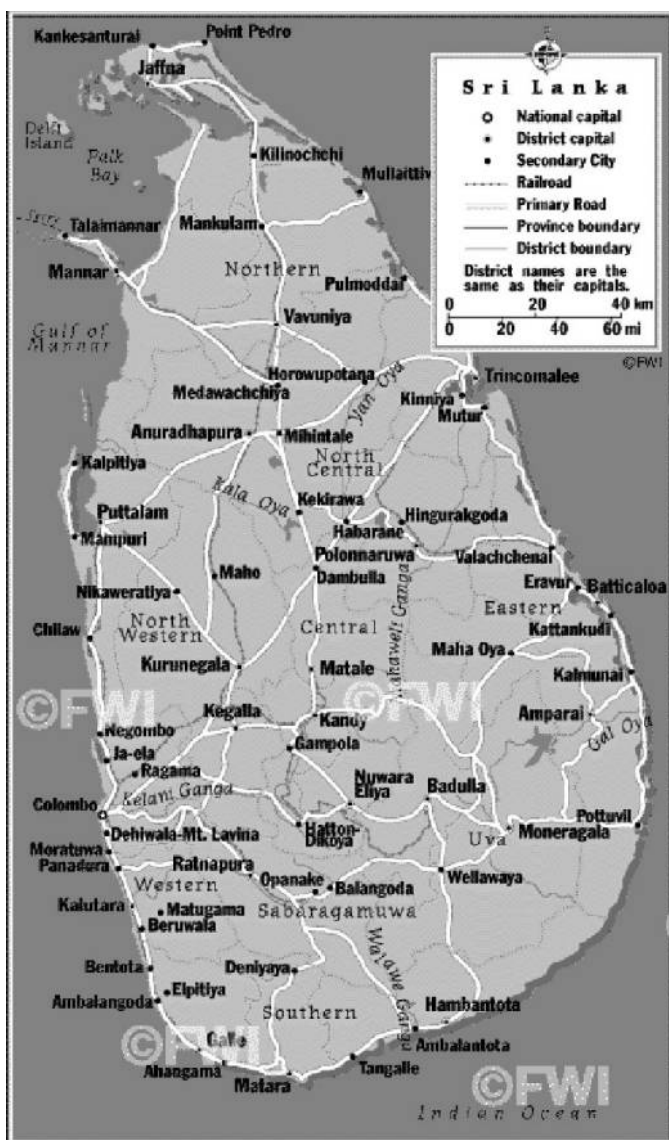 Kankesanturai
Point Pedro
Jaffna
Delft
Island
Palk
Bay
Kilinochchi
Mullaittiv
Talaimannar
Mankulam
Mannar
Northern
Pulmoddai
Gulf of
Mannar
Vavuniya
Sri Lanka
National capital
District capital
Secondary City
Railroad
Primary Road
Province boundary
District boundary
District names are the
same as their capitals.
0 20 40 km
0 20 40 60 mi
©FWI
Horowupotana
Medawachchiya
Yan Oya
Trincomalee
Kinniya
Mutur
Anuradhapura
Mihintale
North
Central
Kalpitiya
Kala Oya
Kekirawa
Puttalam
Habarane
Hingurakgoda
Mampuri
Polonnaruwa
Valachchenai
Maho
Dambulla
Nikaweratiya
Mahaweli Ganga
Eravur
Batticaloa
Eastern
North
Western
Central
Kattankudi
Chilaw
Maha Oya
Kurunegala
Matale
Kalmunai
©FWI
©FWI
Kegalla
Kandy
Amparai
Gal Oya
Negombo
Gampola
Ja-ela
Ragama
Kelani Ganga
Nuwara
Eliya
Badulla
Colombo
Hatton-
Dikoya
Uva
Moneragala
Pottuvil
Dehiwala-Mt. Lavina
Moratuwa
Panadura
Ratnapura
Wellawaya
Western
Opanake
Balangoda
Kalutara
Matugama
Sabaragamuwa
Beruwala
Walawe Ganga
Bentota
Deniyaya
Elpitiya
Ambalangoda
Southern
Hambantota
©FWI
Galle
Ambalantota
Ahangama
Tangalle
Matara
©FWI
Indian Ocean